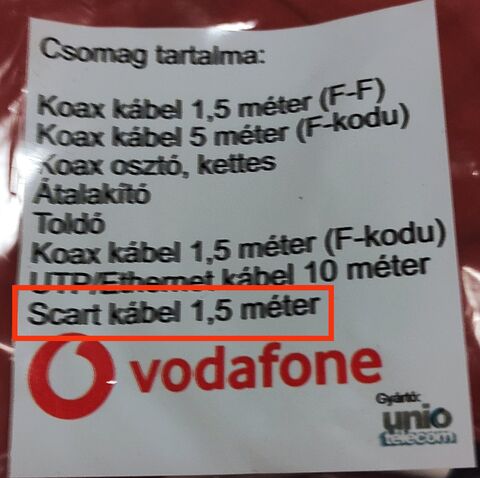 Csomag tartalma:
Koax kábel 1,5 méter (F-F)
Koax kábel 5 méter (F-kodu)
Koax osztó, kettes
Átalakító
Toldó
Koax kábel 1,5 méter (F-kodu)
UTP/Ethernet kábel 10 méter
Scart kábel 1,5 méter
vodafone
Gyártó:
unio
telecom